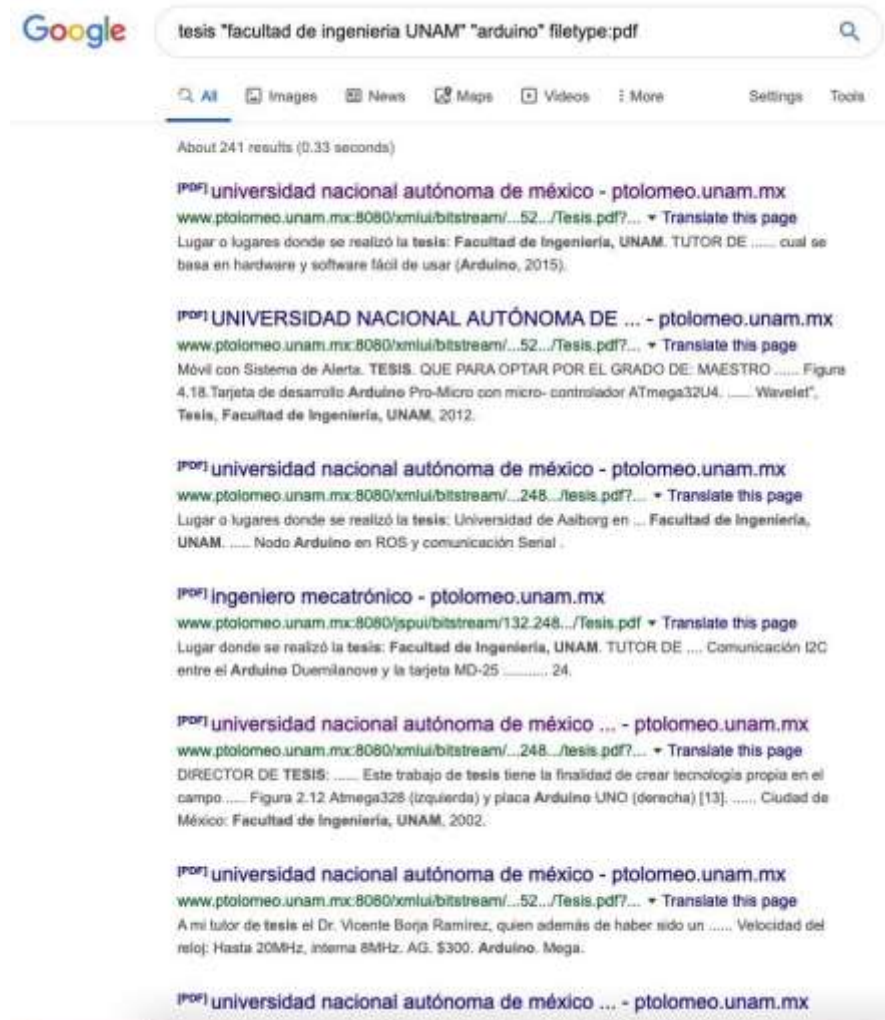 Google
tesis "facultad de ingenieria UNAM" "arduino" filetype:pdf
All Images News Maps Videos More Settings Tools
About 241 results (0.33 seconds)
[PDF] universidad nacional autónoma de méxico - ptolomeo.unam.mx
www.ptolomeo.unam.mx:8080/xmlui/bitstream/...52.../Tesis.pdf?... Translate this page
Lugar o lugares donde se realizó la tesis: Facultad de Ingeniería, UNAM. TUTOR DE ...... cual se
basa en hardware y software fácil de usar (Arduino, 2015).
[PDF] UNIVERSIDAD NACIONAL AUTÓNOMA DE ... - ptolomeo.unam.mx
www.ptolomeo.unam.mx:8080/xmlui/bitstream/...52.../Tesis.pdf?... Translate this page
Móvil con Sistema de Alerta. TESIS. QUE PARA OPTAR POR EL GRADO DE: MAESTRO ...... Figura
4.18.Tarjeta de desarrollo Arduino Pro-Micro con micro- controlador ATmega32U4. ...... Wavelet",
Tesis, Facultad de Ingeniería, UNAM, 2012.
[PDF] universidad nacional autónoma de méxico - ptolomeo.unam.mx
www.ptolomeo.unam.mx:8080/xmlui/bitstream/...248.../tesis.pdf?... Translate this page
Lugar o lugares donde se realizó la tesis: Universidad de Aalborg en ... Facultad de Ingeniería,
UNAM. ...... Nodo Arduino en ROS y comunicación Serial .
[PDF] ingeniero mecatrónico - ptolomeo.unam.mx
www.ptolomeo.unam.mx:8080/jspui/bitstream/132.248.../Tesis.pdf Translate this page
Lugar donde se realizó la tesis: Facultad de Ingeniería, UNAM. TUTOR DE .... Comunicación I2C
entre el Arduino Duemilanove y la tarjeta MD-25 ........... 24.
[PDF] universidad nacional autónoma de méxico ... - ptolomeo.unam.mx
www.ptolomeo.unam.mx:8080/xmlui/bitstream/...248.../tesis.pdf?... Translate this page
DIRECTOR DE TESIS: ...... Este trabajo de tesis tiene la finalidad de crear tecnología propia en el
campo ..... Figura 2.12 Atmega328 (izquierda) y placa Arduino UNO (derecha) [13]. ...... Ciudad de
México: Facultad de Ingeniería, UNAM, 2002.
[PDF] universidad nacional autónoma de méxico - ptolomeo.unam.mx
www.ptolomeo.unam.mx:8080/xmlui/bitstream/...52.../Tesis.pdf?... Translate this page
A mi tutor de tesis el Dr. Vicente Borja Ramírez, quien además de haber sido un ...... Velocidad del
reloj: Hasta 20MHz, interna 8MHz. AG. $300. Arduino. Mega.
[PDF] universidad nacional autónoma de méxico ... - ptolomeo.unam.mx